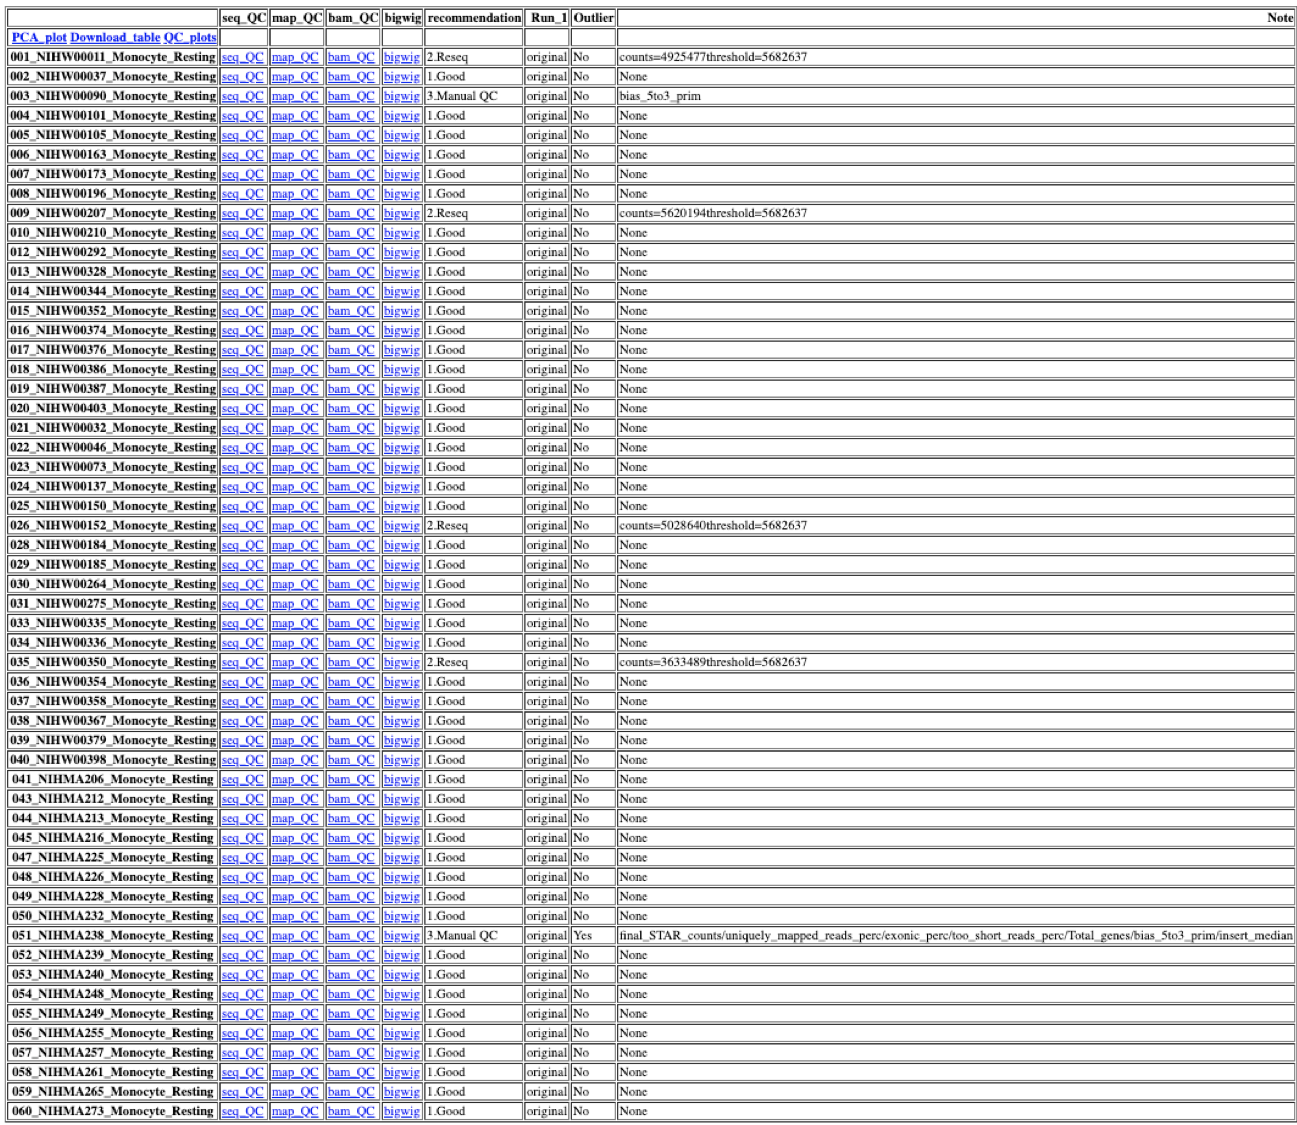 seq_QC map_QC bam_QC bigwig recommendation Run_1 Outlier Note
PCA_plot Download_table QC_plots
001_NIHW00011_Monocyte_Resting seq_QC map_QC bam_QC bigwig 2.Reseq original No counts=4925477threshold=5682637
002_NIHW00037_Monocyte_Resting seq_QC map_QC bam_QC bigwig 1.Good original No None
003_NIHW00090_Monocyte_Resting seq_QC map_QC bam_QC bigwig 3.Manual QC original No bias_5to3_prim
004_NIHW00101_Monocyte_Resting seq_QC map_QC bam_QC bigwig 1.Good original No None
005_NIHW00105_Monocyte_Resting seq_QC map_QC bam_QC bigwig 1.Good original No None
006_NIHW00163_Monocyte_Resting seq_QC map_QC bam_QC bigwig 1.Good original No None
007_NIHW00173_Monocyte_Resting seq_QC map_QC bam_QC bigwig 1.Good original No None
008_NIHW00196_Monocyte_Resting seq_QC map_QC bam_QC bigwig 1.Good original No None
009_NIHW00207_Monocyte_Resting seq_QC map_QC bam_QC bigwig 2.Reseq original No counts=5620194threshold=5682637
010_NIHW00210_Monocyte_Resting seq_QC map_QC bam_QC bigwig 1.Good original No None
012_NIHW00292_Monocyte_Resting seq_QC map_QC bam_QC bigwig 1.Good original No None
013_NIHW00328_Monocyte_Resting seq_QC map_QC bam_QC bigwig 1.Good original No None
014_NIHW00344_Monocyte_Resting seq_QC map_QC bam_QC bigwig 1.Good original No None
015_NIHW00352_Monocyte_Resting seq_QC map_QC bam_QC bigwig 1.Good original No None
016_NIHW00374_Monocyte_Resting seq_QC map_QC bam_QC bigwig 1.Good original No None
017_NIHW00376_Monocyte_Resting seq_QC map_QC bam_QC bigwig 1.Good original No None
018_NIHW00386_Monocyte_Resting seq_QC map_QC bam_QC bigwig 1.Good original No None
019_NIHW00387_Monocyte_Resting seq_QC map_QC bam_QC bigwig 1.Good original No None
020_NIHW00403_Monocyte_Resting seq_QC map_QC bam_QC bigwig 1.Good original No None
021_NIHW00032_Monocyte_Resting seq_QC map_QC bam_QC bigwig 1.Good original No None
022_NIHW00046_Monocyte_Resting seq_QC map_QC bam_QC bigwig 1.Good original No None
023_NIHW00073_Monocyte_Resting seq_QC map_QC bam_QC bigwig 1.Good original No None
024_NIHW00137_Monocyte_Resting seq_QC map_QC bam_QC bigwig 1.Good original No None
025_NIHW00150_Monocyte_Resting seq_QC map_QC bam_QC bigwig 1.Good original No None
026_NIHW00152_Monocyte_Resting seq_QC map_QC bam_QC bigwig 2.Reseq original No counts=5028640threshold=5682637
028_NIHW00184_Monocyte_Resting seq_QC map_QC bam_QC bigwig 1.Good original No None
029_NIHW00185_Monocyte_Resting seq_QC map_QC bam_QC bigwig 1.Good original No None
030_NIHW00264_Monocyte_Resting seq_QC map_QC bam_QC bigwig 1.Good original No None
031_NIHW00275_Monocyte_Resting seq_QC map_QC bam_QC bigwig 1.Good original No None
033_NIHW00335_Monocyte_Resting seq_QC map_QC bam_QC bigwig 1.Good original No None
034_NIHW00336_Monocyte_Resting seq_QC map_QC bam_QC bigwig 1.Good original No None
035_NIHW00350_Monocyte_Resting seq_QC map_QC bam_QC bigwig 2.Reseq original No counts=3633489threshold=5682637
036_NIHW00354_Monocyte_Resting seq_QC map_QC bam_QC bigwig 1.Good original No None
037_NIHW00358_Monocyte_Resting seq_QC map_QC bam_QC bigwig 1.Good original No None
038_NIHW00367_Monocyte_Resting seq_QC map_QC bam_QC bigwig 1.Good original No None
039_NIHW00379_Monocyte_Resting seq_QC map_QC bam_QC bigwig 1.Good original No None
040_NIHW00398_Monocyte_Resting seq_QC map_QC bam_QC bigwig 1.Good original No None
041_NIHMA206_Monocyte_Resting seq_QC map_QC bam_QC bigwig 1.Good original No None
043_NIHMA212_Monocyte_Resting seq_QC map_QC bam_QC bigwig 1.Good original No None
044_NIHMA213_Monocyte_Resting seq_QC map_QC bam_QC bigwig 1.Good original No None
045_NIHMA216_Monocyte_Resting seq_QC map_QC bam_QC bigwig 1.Good original No None
047_NIHMA225_Monocyte_Resting seq_QC map_QC bam_QC bigwig 1.Good original No None
048_NIHMA226_Monocyte_Resting seq_QC map_QC bam_QC bigwig 1.Good original No None
049_NIHMA228_Monocyte_Resting seq_QC map_QC bam_QC bigwig 1.Good original No None
050_NIHMA232_Monocyte_Resting seq_QC map_QC bam_QC bigwig 1.Good original No None
051_NIHMA238_Monocyte_Resting seq_QC map_QC bam_QC bigwig 3.Manual QC original Yes final_STAR_counts/uniquely_mapped_reads_perc/exonic_perc/too_short_reads_perc/Total_genes/bias_5to3_prim/insert_median
052_NIHMA239_Monocyte_Resting seq_QC map_QC bam_QC bigwig 1.Good original No None
053_NIHMA240_Monocyte_Resting seq_QC map_QC bam_QC bigwig 1.Good original No None
054_NIHMA248_Monocyte_Resting seq_QC map_QC bam_QC bigwig 1.Good original No None
055_NIHMA249_Monocyte_Resting seq_QC map_QC bam_QC bigwig 1.Good original No None
056_NIHMA255_Monocyte_Resting seq_QC map_QC bam_QC bigwig 1.Good original No None
057_NIHMA257_Monocyte_Resting seq_QC map_QC bam_QC bigwig 1.Good original No None
058_NIHMA261_Monocyte_Resting seq_QC map_QC bam_QC bigwig 1.Good original No None
059_NIHMA265_Monocyte_Resting seq_QC map_QC bam_QC bigwig 1.Good original No None
060_NIHMA273_Monocyte_Resting seq_QC map_QC bam_QC bigwig 1.Good original No None